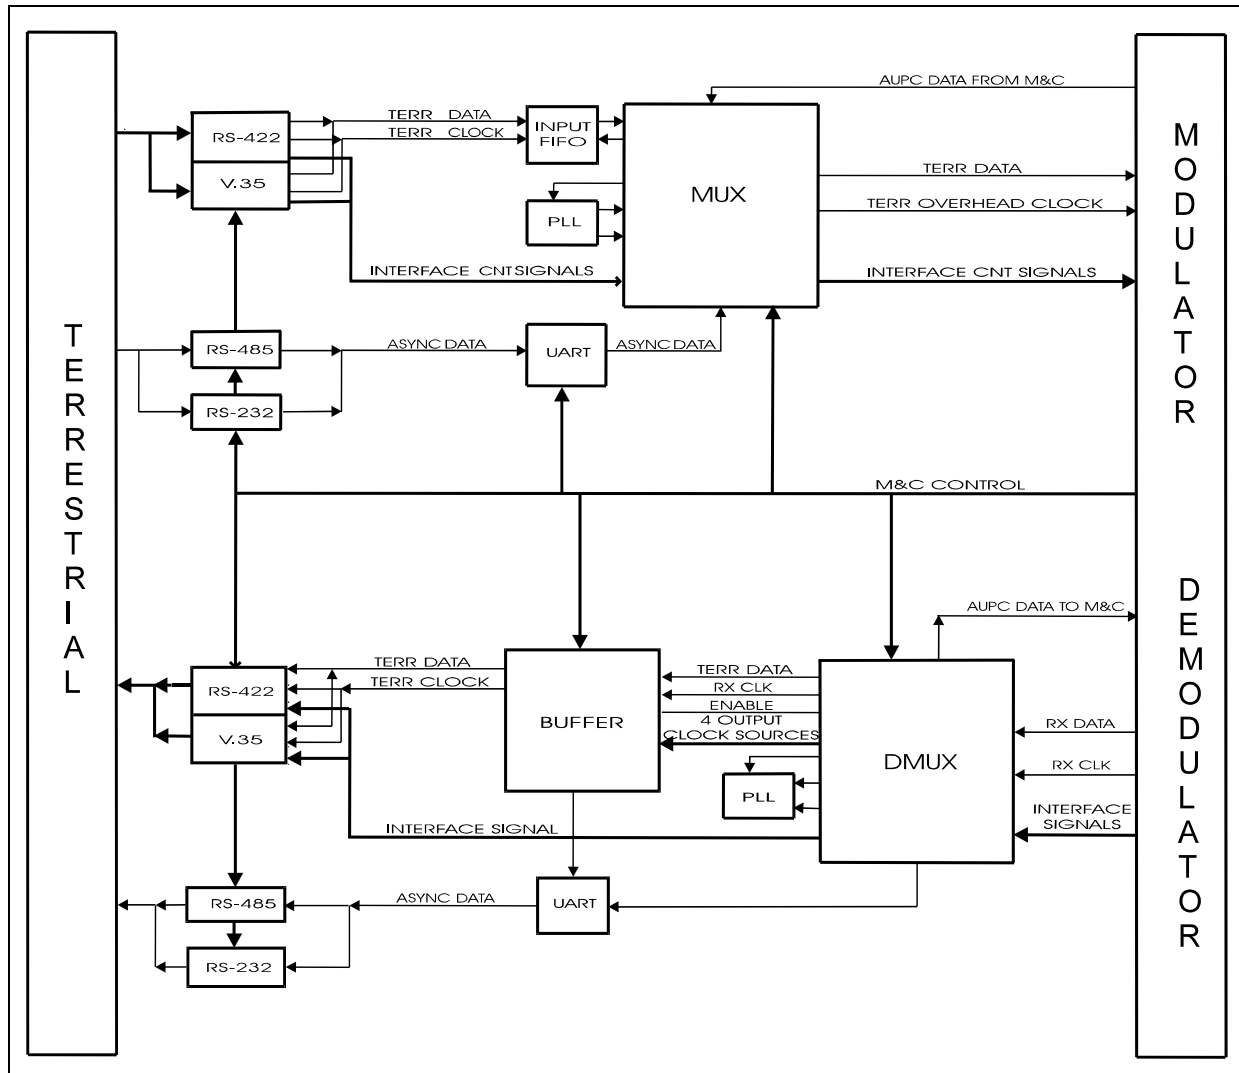 AUPC DATA FROM M&C
TERR DATA
TERR CLOCK
RS-422
V.35
INPUT
FIFO
MUX
PLL
TERR DATA
TERR OVERHEAD CLOCK
INTERFACE CNT SIGNALS
INTERFACE CNT SIGNALS
TERRESTRIAL
MODULATOR
RS-485
ASYNC DATA
UART
ASYNC DATA
RS-232
M&C CONTROL
DEMODULATOR
AUPC DATA TO M&C
TERR DATA
TERR CLOCK
RS-422
V.35
BUFFER
TERR DATA
RX CLK
ENABLE
4 OUTPUT
CLOCK SOURCES
DMUX
PLL
RX DATA
RX CLK
INTERFACE
SIGNALS
INTERFACE SIGNAL
RS-485
ASYNC DATA
UART
RS-232